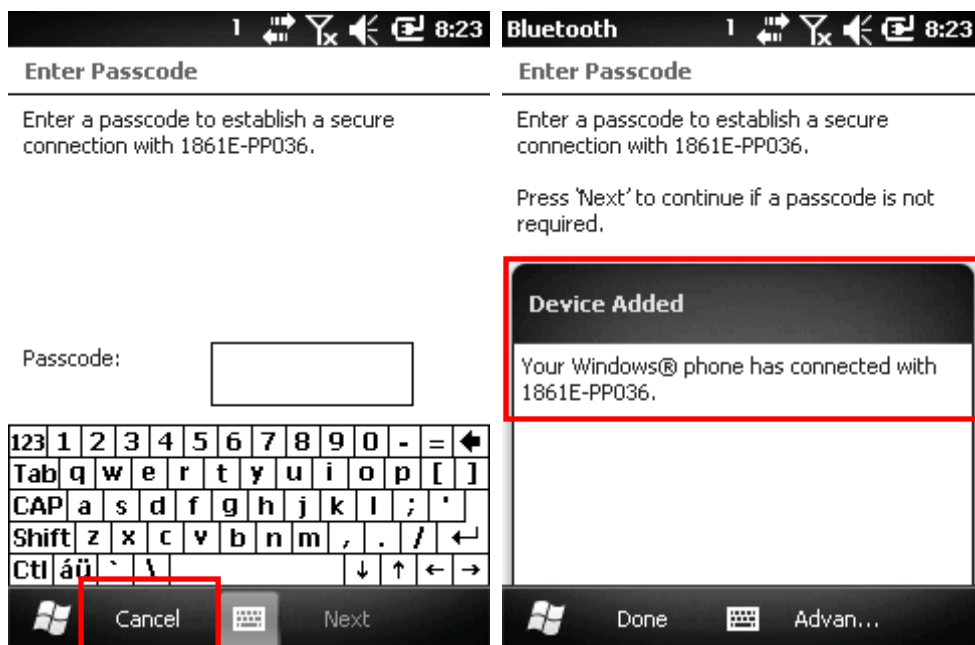 1 8:23
Enter Passcode
Enter a passcode to establish a secure
connection with 1861E-PP036.
Passcode:
123 1 2 3 4 5 6 7 8 9 0 - =
Tab q w e r t y u i o p [ ]
CAP a s d f g h j k l ; '
Shift z x c v b n m , . /
Ctl áü ` \
Cancel Next
Bluetooth 1 8:23
Enter Passcode
Enter a passcode to establish a secure
connection with 1861E-PP036.
Press 'Next' to continue if a passcode is not
required.
Device Added
Your Windows® phone has connected with
1861E-PP036.
Done Advan...